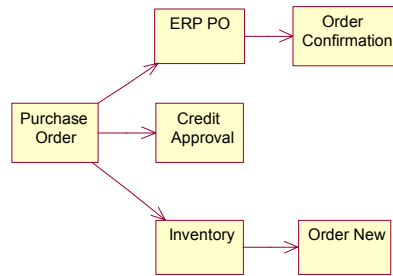 ERP PO
Order
Confirmation
Purchase
Order
Credit
Approval
Inventory
Order New